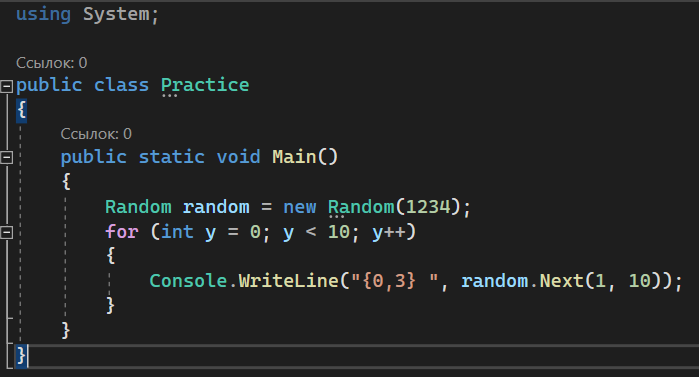 using System;
Ссылок: 0
public class Practice
{
Ссылок: 0
public static void Main()
{
Random random = new Random(1234);
for (int y = 0; y < 10; y++)
{
Console.WriteLine("{0,3} ", random.Next(1, 10));
}
}
}